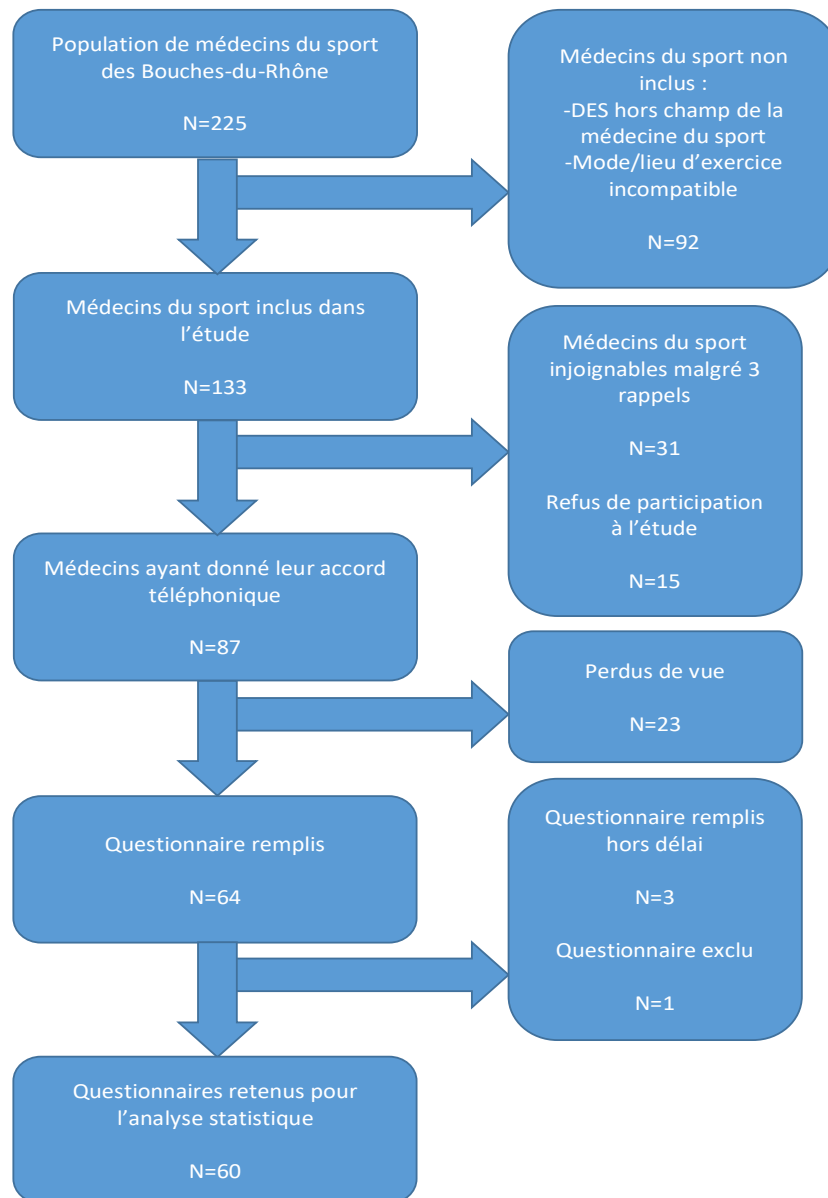 Population de médecins du sport
des Bouches-du-Rhône
N=225
Médecins du sport non
inclus :
-DES hors champ de la
médecine du sport
-Mode/lieu d'exercice
incompatible
N=92
Médecins du sport inclus dans
l'étude
N=133
Médecins du sport
injoignables malgré 3
rappels
N=31
Refus de participation
à l'étude
N=15
Médecins ayant donné leur accord
téléphonique
N=87
Perdus de vue
N=23
Questionnaire remplis
N=64
Questionnaire remplis
hors délai
N=3
Questionnaire exclu
N=1
Questionnaires retenus pour
l'analyse statistique
N=60